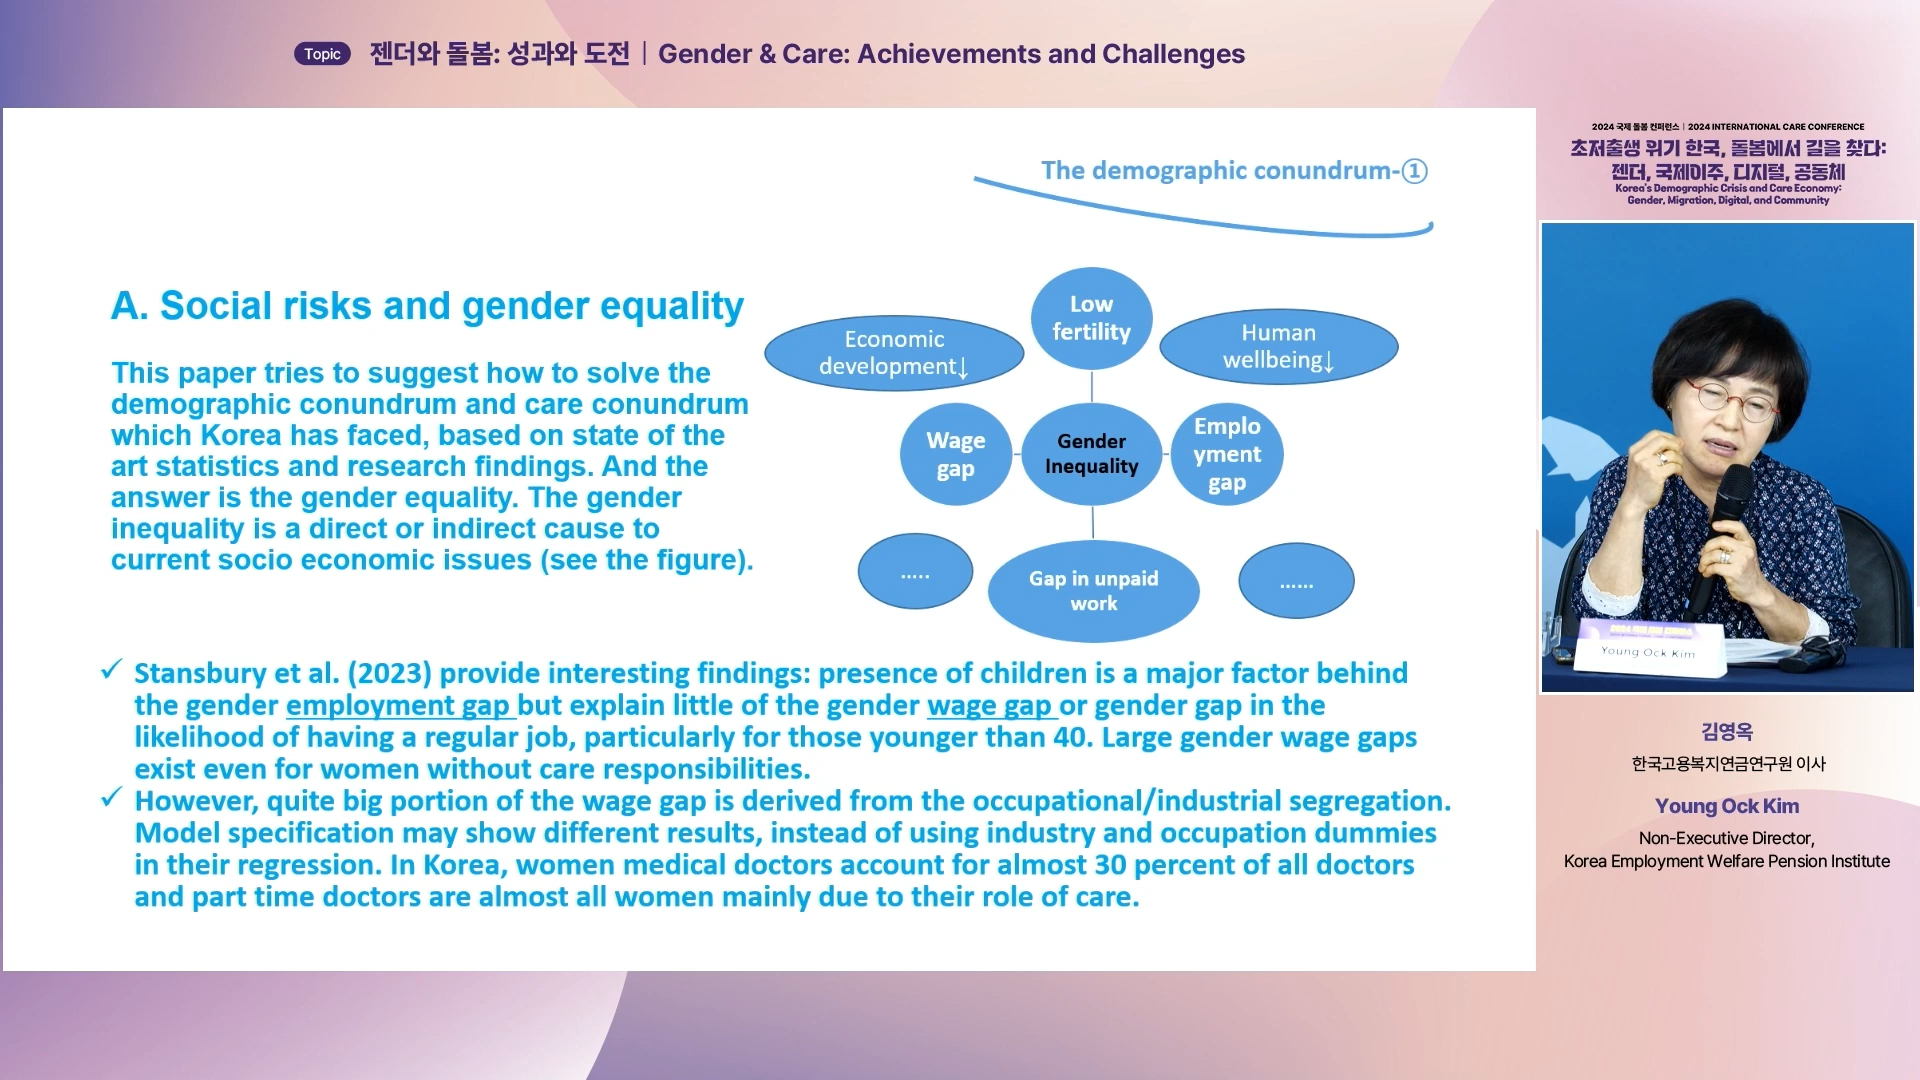 Topic 젠더와 돌봄: 성과와 도전 | Gender & Care: Achievements and Challenges
2024 국제 돌봄 컨퍼런스 | 2024 INTERNATIONAL CARE CONFERENCE
초저출생 위기 한국, 돌봄에서 길을 찾다:
젠더, 국제이주, 디지털, 공동체
Korea's Demographic Crisis and Care Economy:
Gender, Migration, Digital, and Community
The demographic conundrum-①
A. Social risks and gender equality
This paper tries to suggest how to solve the
demographic conundrum and care conundrum
which Korea has faced, based on state of the
art statistics and research findings. And the
answer is the gender equality. The gender
inequality is a direct or indirect cause to
current socio economic issues (see the figure).
Low
fertility
Economic
development↓
Human
wellbeing↓
Wage
gap
Gender
Inequality
Emplo
yment
gap
.....
Gap in unpaid
work
......
✓ Stansbury et al. (2023) provide interesting findings: presence of children is a major factor behind
the gender employment gap but explain little of the gender wage gap or gender gap in the
likelihood of having a regular job, particularly for those younger than 40. Large gender wage gaps
exist even for women without care responsibilities.
✓ However, quite big portion of the wage gap is derived from the occupational/industrial segregation.
Model specification may show different results, instead of using industry and occupation dummies
in their regression. In Korea, women medical doctors account for almost 30 percent of all doctors
and part time doctors are almost all women mainly due to their role of care.
Young Ock Kim
김영옥
한국고용복지연금연구원 이사
Young Ock Kim
Non-Executive Director,
Korea Employment Welfare Pension Institute